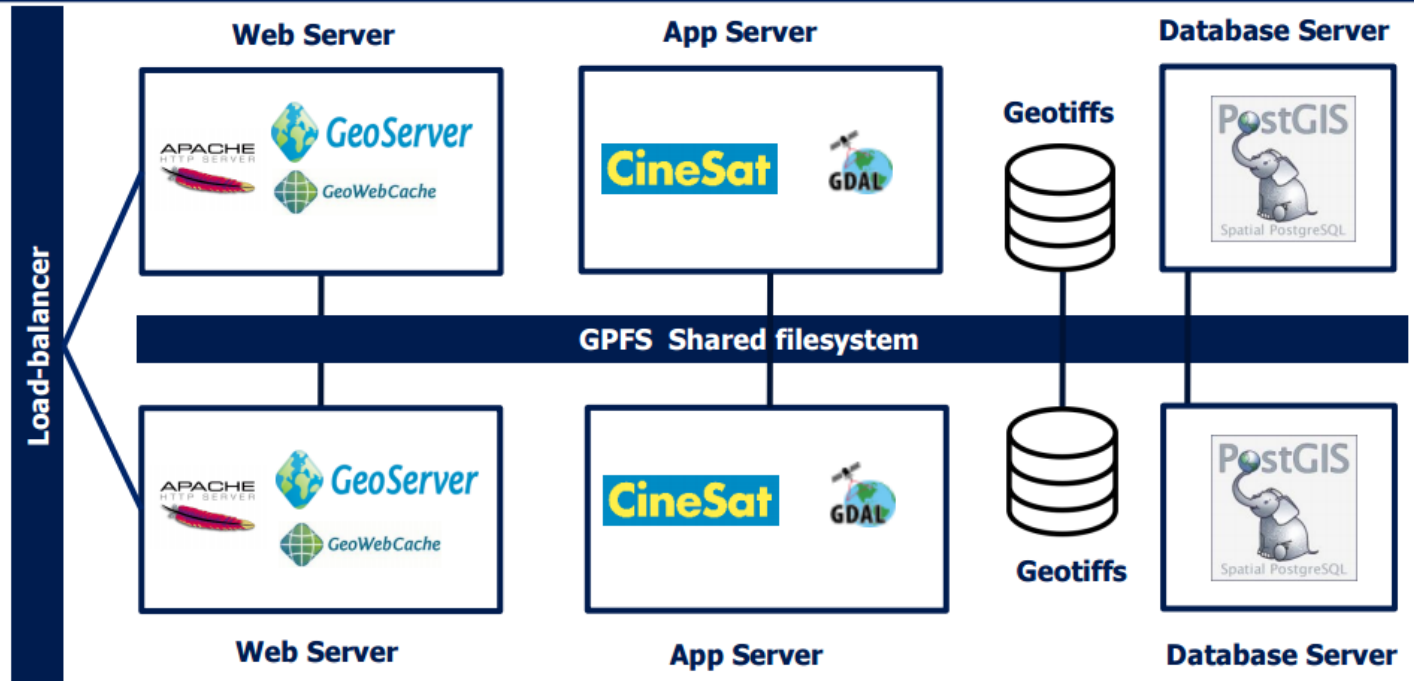 Load-balancer
Web Server
App Server
Database Server
APACHE
HTTP SERVER
GeoServer
GeoWebCache
CineSat
GDAL
Geotiffs
PostGIS
Spatial PostgreSQL
GPFS Shared filesystem
APACHE
HTTP SERVER
GeoServer
GeoWebCache
CineSat
GDAL
Geotiffs
PostGIS
Spatial PostgreSQL
Web Server
App Server
Database Server